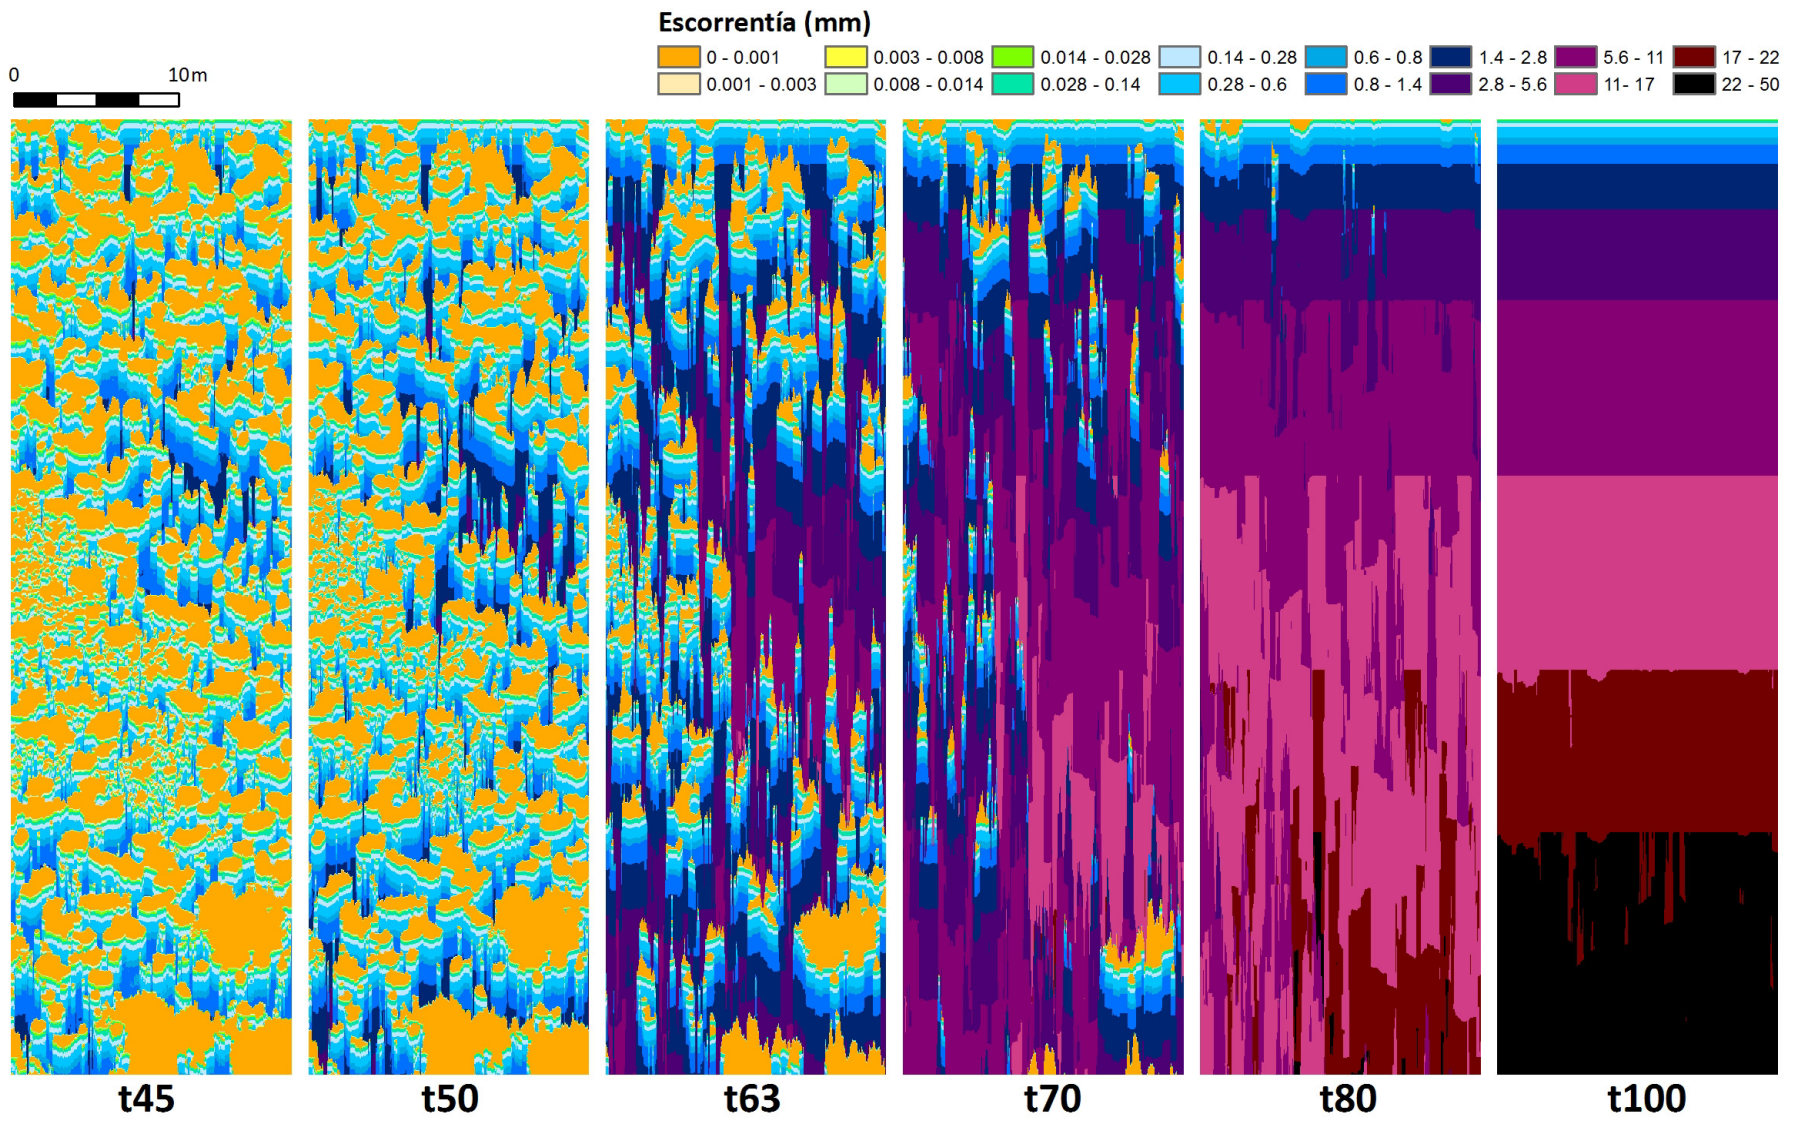 Escorrentía (mm)
0 - 0.001 0.003 - 0.008 0.014 - 0.028 0.14 - 0.28 0.6 - 0.8 1.4 - 2.8 5.6 - 11 17 - 22
0.001 - 0.003 0.008 - 0.014 0.028 - 0.14 0.28 - 0.6 0.8 - 1.4 2.8 - 5.6 11- 17 22 - 50
0 10m
t45 t50 t63 t70 t80 t100